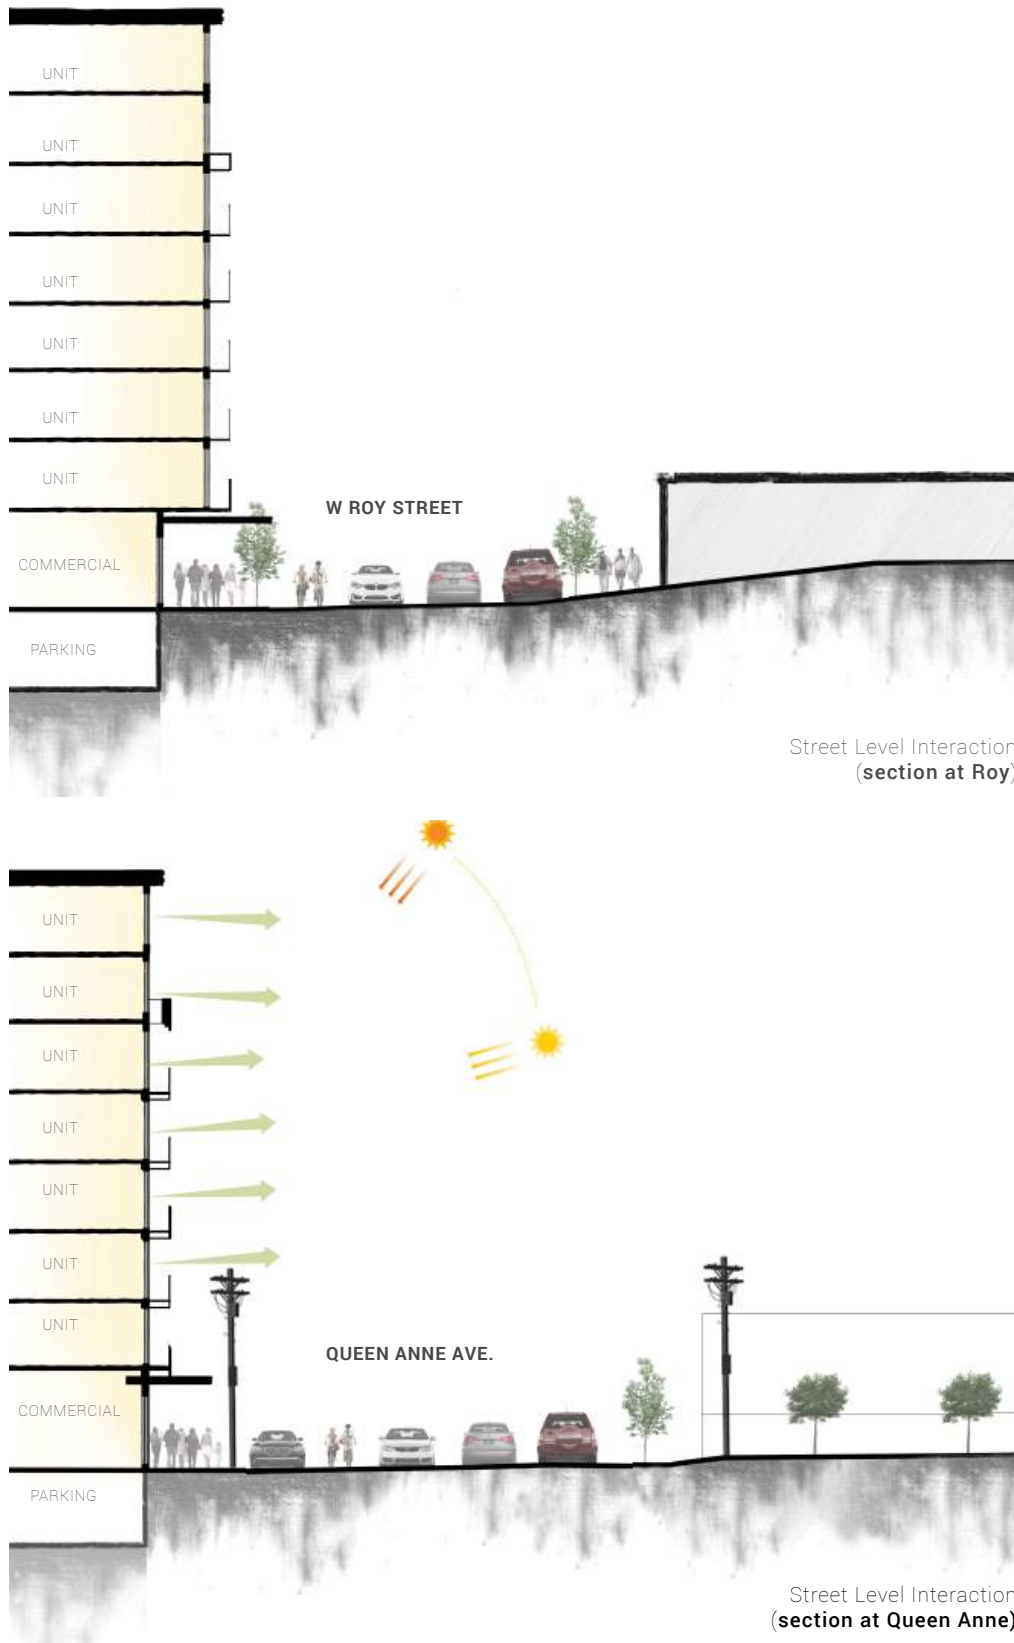 UNIT
UNIT
UNIT
UNIT
UNIT
UNIT
UNIT
W ROY STREET
COMMERCIAL
PARKING
Street Level Interaction
(section at Roy)
UNIT
UNIT
UNIT
UNIT
UNIT
UNIT
UNIT
QUEEN ANNE AVE.
COMMERCIAL
PARKING
Street Level Interaction
(section at Queen Anne)